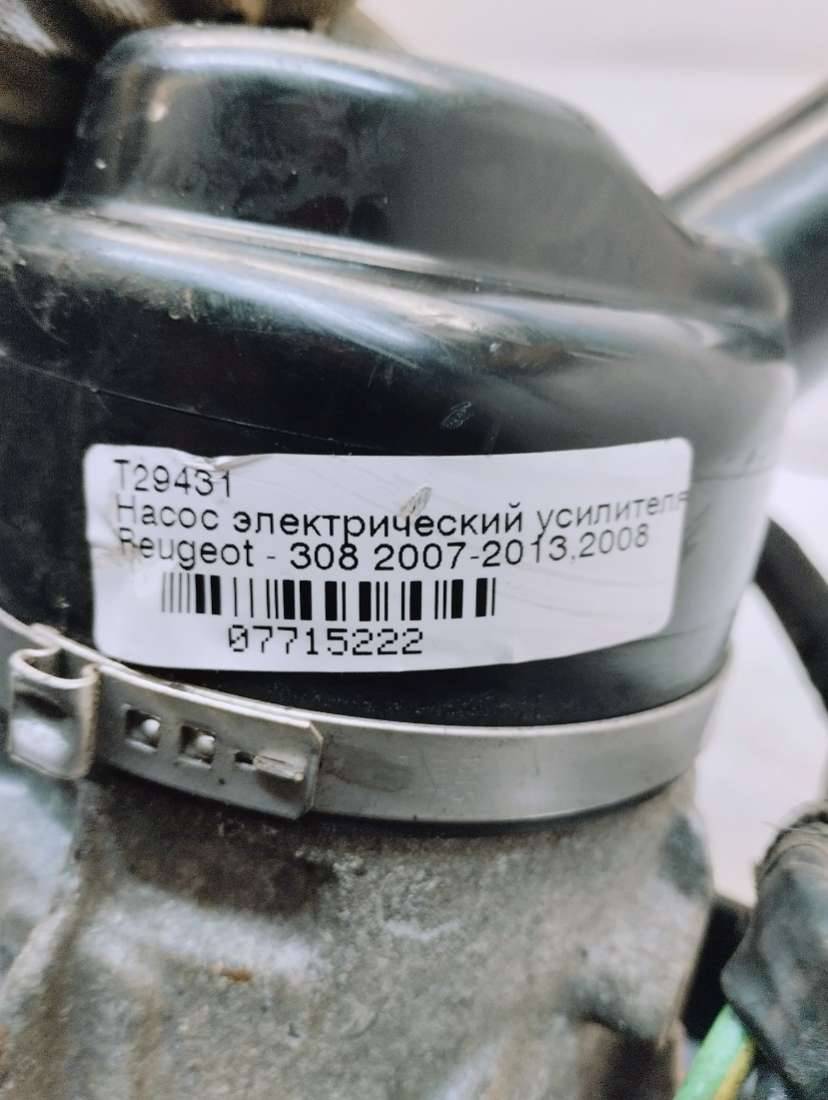 T29431
Насос электрический усилителя
Peugeot - 308 2007-2013,2008
07715222